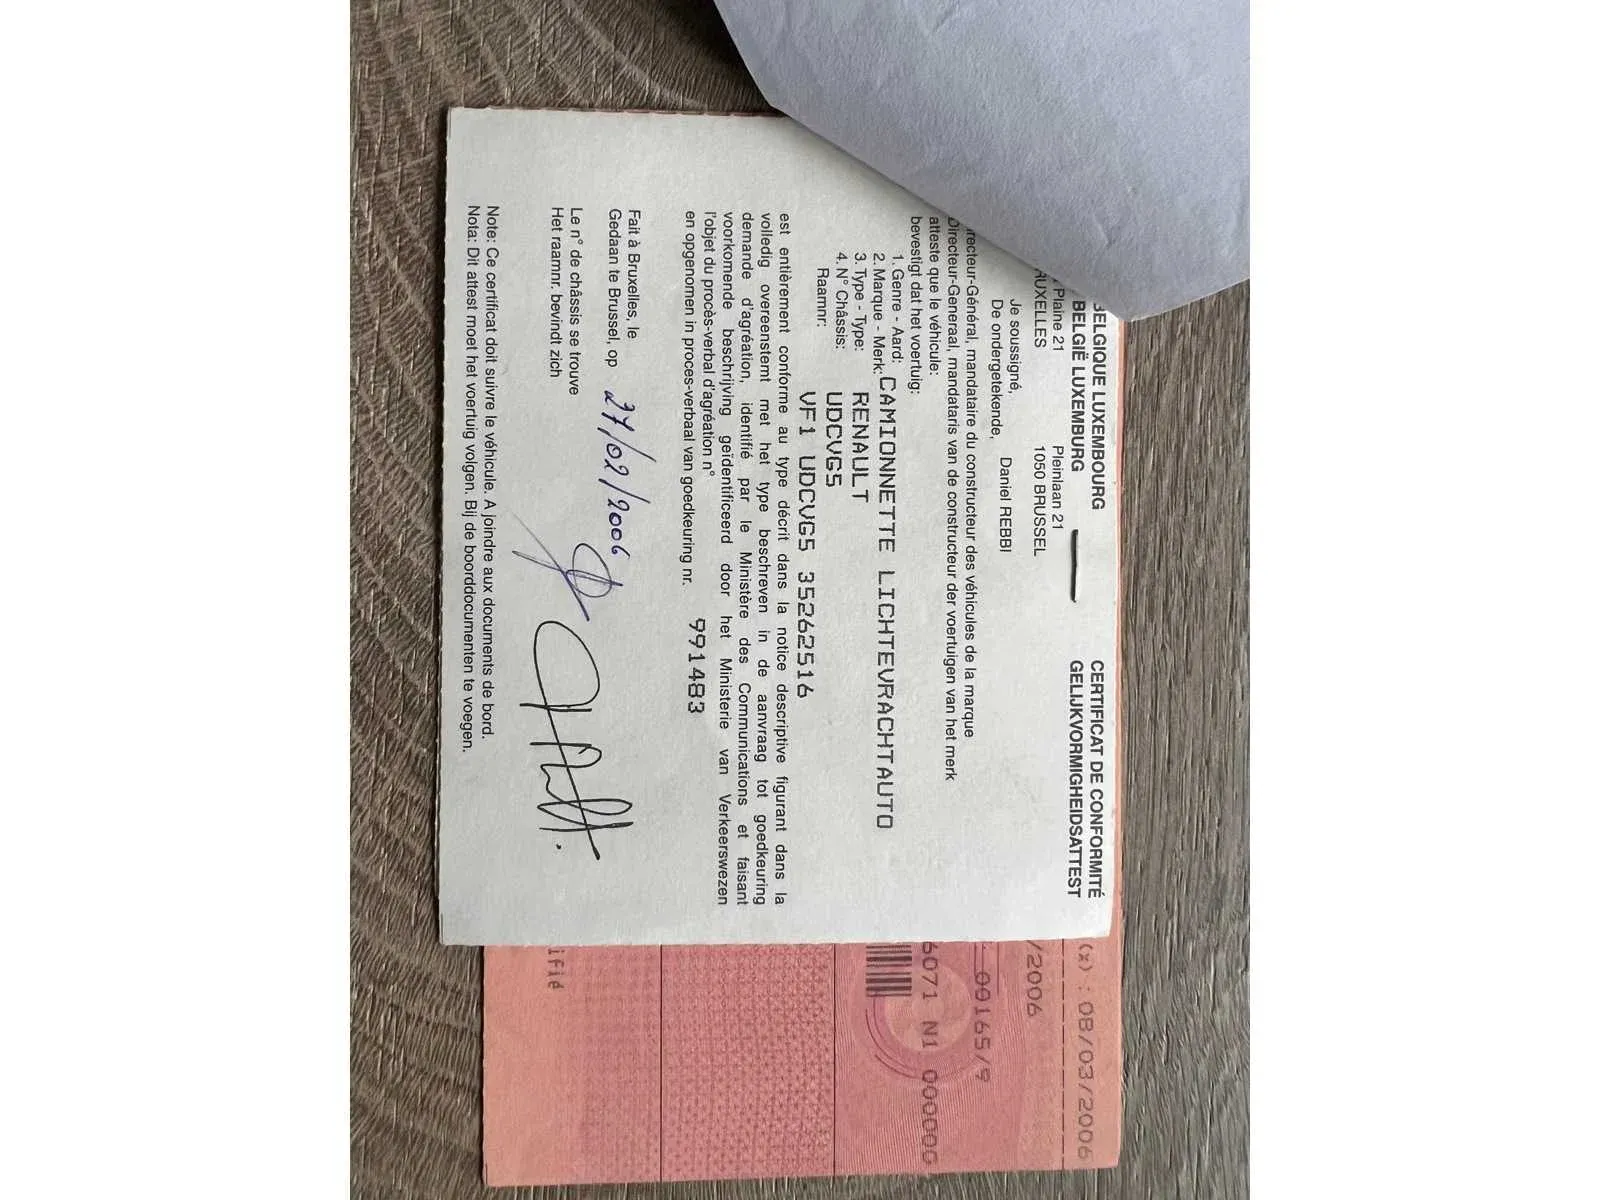 BELGIQUE LUXEMBOURG
BELGIË LUXEMBURG
CERTIFICAT DE CONFORMITÉ
GELIJKVORMIGHEIDSATTEST
Plaine 21
Pleinlaan 21
1050 BRUSSEL
Je soussigné,
De ondergetekende,
Daniel REBBI
Général, mandataire du constructeur des véhicules de la marque
Directeur-Generaal, mandataris van de constructeur der voertuigen van het merk
atteste que le véhicule:
bevestigt dat het voertuig:
1. Genre - Aard: CAMIONNETTE LICHTEVRACHTAUTO
2. Marque - Merk: RENAULT
3. Type - Type: UDCVG5
4. N° Châssis: VF1 UDCVG5 35262516
Raamnr:
est entièrement conforme au type décrit dans la notice descriptive figurant dans la
volledig overeenstemt met het type beschreven in de aanvraag tot goedkeuring
demande d'agréation, identifié par le Ministère des Communications et faisant
voorkomende beschrijving geïdentificeerd door het Ministerie van Verkeerswezen
l'objet du procès-verbal d'agréation n°
en opgenomen in proces-verbaal van goedkeuring nr. 991483
Fait à Bruxelles, le
Gedaan te Brussel, op 27/02/2006
Le n° de châssis se trouve
Het raamnr. bevindt zich
Note: Ce certificat doit suivre le véhicule. A joindre aux documents de bord.
Nota: Dit attest moet het voertuig volgen. Bij de boorddocumenten te voegen.
(x) : 08/03/2006
/2006
00165/9
6071 N1 00000
ifié